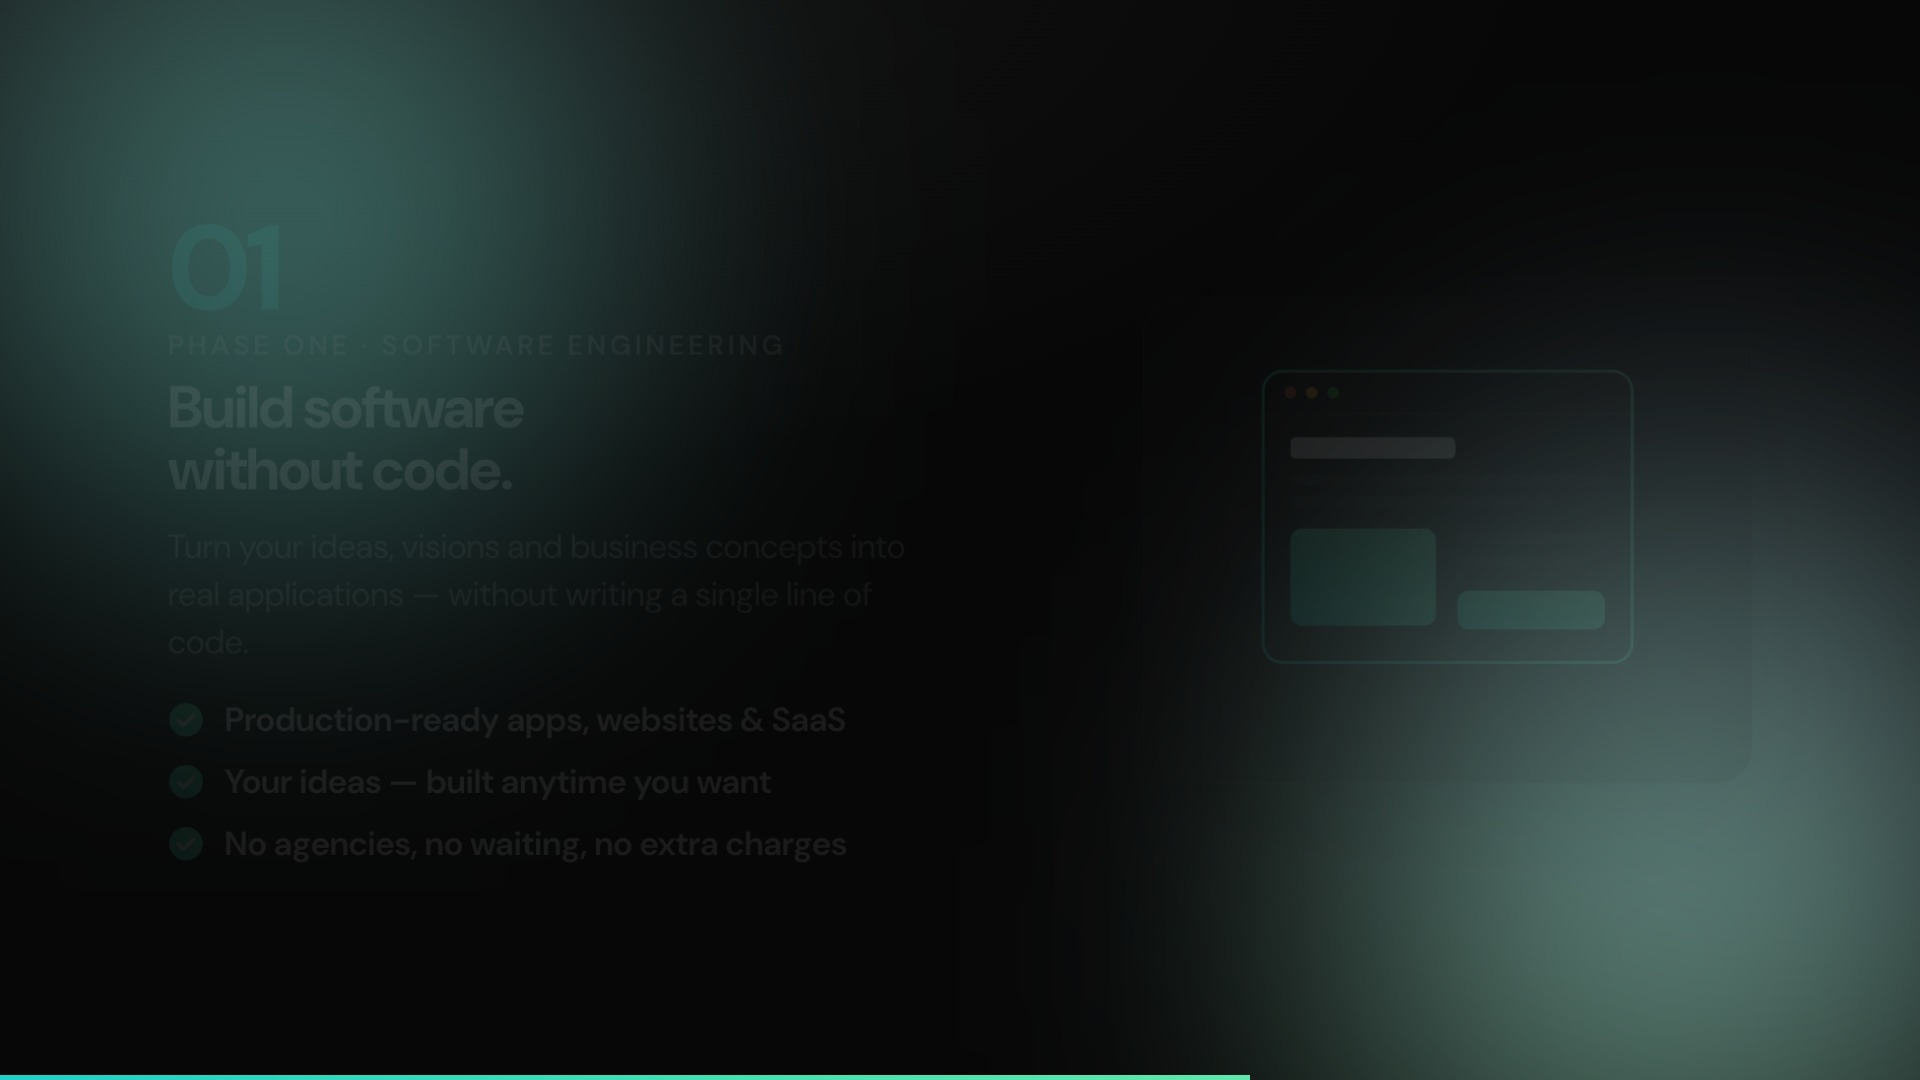 01
PHASE ONE · SOFTWARE ENGINEERING
Build software
without code.
Turn your ideas, visions and business concepts into
real applications — without writing a single line of
code.
Production-ready apps, websites & SaaS
Your ideas — built anytime you want
No agencies, no waiting, no extra charges